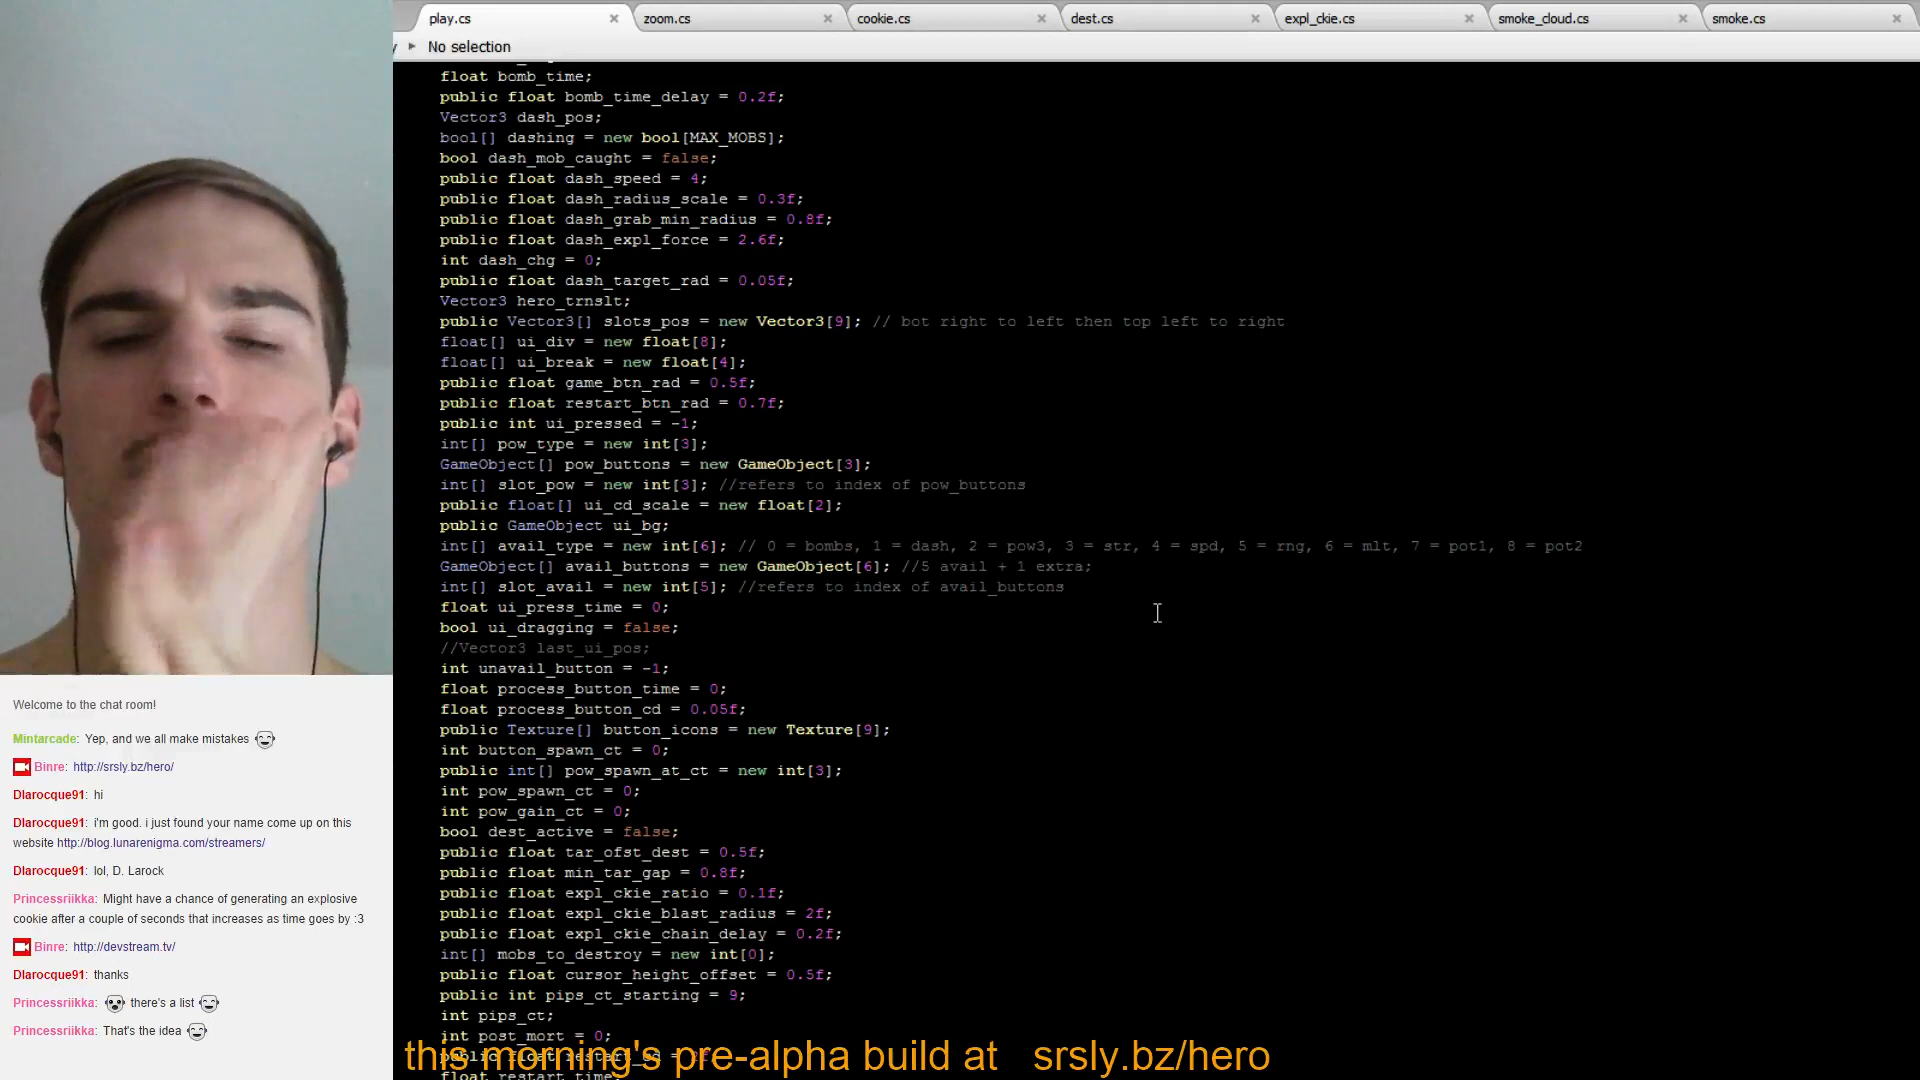 play.cs
zoom.cs
cookie.cs
dest.cs
expl_ckie.cs
smoke_cloud.cs
smoke.cs
No selection
float bomb_time;
public float bomb_time_delay = 0.2f;
Vector3 dash_pos;
bool[] dashing = new bool[MAX_MOBS];
bool dash_mob_caught = false;
public float dash_speed = 4;
public float dash_radius_scale = 0.3f;
public float dash_grab_min_radius = 0.8f;
public float dash_expl_force = 2.6f;
int dash_chg = 0;
public float dash_target_rad = 0.05f;
Vector3 hero_trnslt;
public Vector3[] slots_pos = new Vector3[9]; // bot right to left then top left to right
float[] ui_div = new float[8];
float[] ui_break = new float[4];
public float game_btn_rad = 0.5f;
public float restart_btn_rad = 0.7f;
public int ui_pressed = -1;
int[] pow_type = new int[3];
GameObject[] pow_buttons = new GameObject[3];
int[] slot_pow = new int[3]; //refers to index of pow_buttons
public float[] ui_cd_scale = new float[2];
public GameObject ui_bg;
int[] avail_type = new int[6]; // 0 = bombs, 1 = dash, 2 = pow3, 3 = str, 4 = spd, 5 = rng, 6 = mlt, 7 = pot1, 8 = pot2
GameObject[] avail_buttons = new GameObject[6]; //5 avail + 1 extra;
int[] slot_avail = new int[5]; //refers to index of avail_buttons
float ui_press_time = 0;
bool ui_dragging = false;
//Vector3 last_ui_pos;
int unavail_button = -1;
float process_button_time = 0;
float process_button_cd = 0.05f;
public Texture[] button_icons = new Texture[9];
int button_spawn_ct = 0;
public int[] pow_spawn_at_ct = new int[3];
int pow_spawn_ct = 0;
int pow_gain_ct = 0;
bool dest_active = false;
public float tar_ofst_dest = 0.5f;
public float min_tar_gap = 0.8f;
public float expl_ckie_ratio = 0.1f;
public float expl_ckie_blast_radius = 2f;
public float expl_ckie_chain_delay = 0.2f;
int[] mobs_to_destroy = new int[0];
public float cursor_height_offset = 0.5f;
public int pips_ct_starting = 9;
int pips_ct;
int post_mort = 0;
float restart_time;
this morning's pre-alpha build at srsly.bz/hero
Welcome to the chat room!
Mintarcade: Yep, and we all make mistakes
Binre: http://srsly.bz/hero/
Dlarocque91: hi
Dlarocque91: i'm good. i just found your name come up on this
website http://blog.lunarenigma.com/streamers/
Dlarocque91: lol, D. Larock
Princessriikka: Might have a chance of generating an explosive
cookie after a couple of seconds that increases as time goes by :3
Binre: http://devstream.tv/
Dlarocque91: thanks
Princessriikka: there's a list
Princessriikka: That's the idea